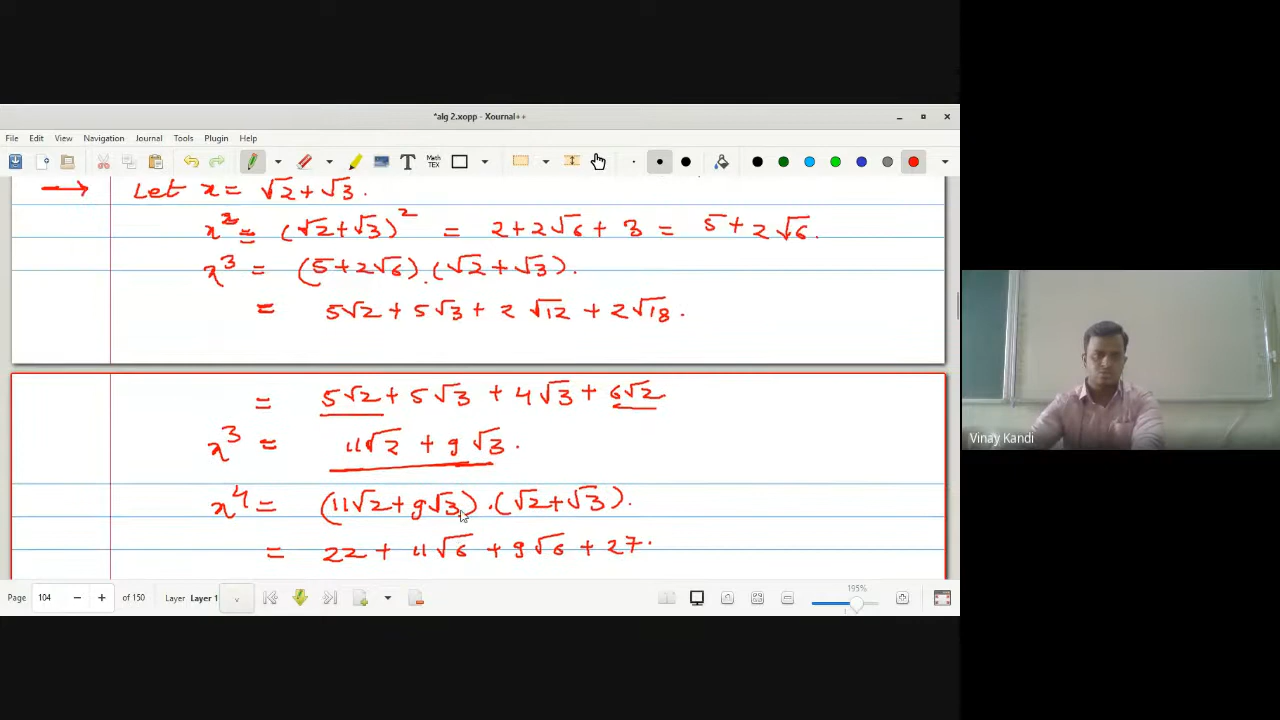 *alg 2.xopp - Xournal++
File Edit View Navigation Journal Tools Plugin Help
T MATH TEX
→ Let x = √2 + √3.
x² = (√2+√3)² = 2+2√6+3 = 5+2√6.
x³ = (5+2√6).(√2+√3).
= 5√2 + 5√3 + 2√12 + 2√18.
= 5√2 + 5√3 + 4√3 + 6√2
x³ = 11√2 + 9√3.
x⁴ = (11√2+9√3).(√2+√3).
= 22 + 11√6 + 9√6 + 27.
Vinay Kandi
Page 104 - + of 150 Layer Layer 1 195%